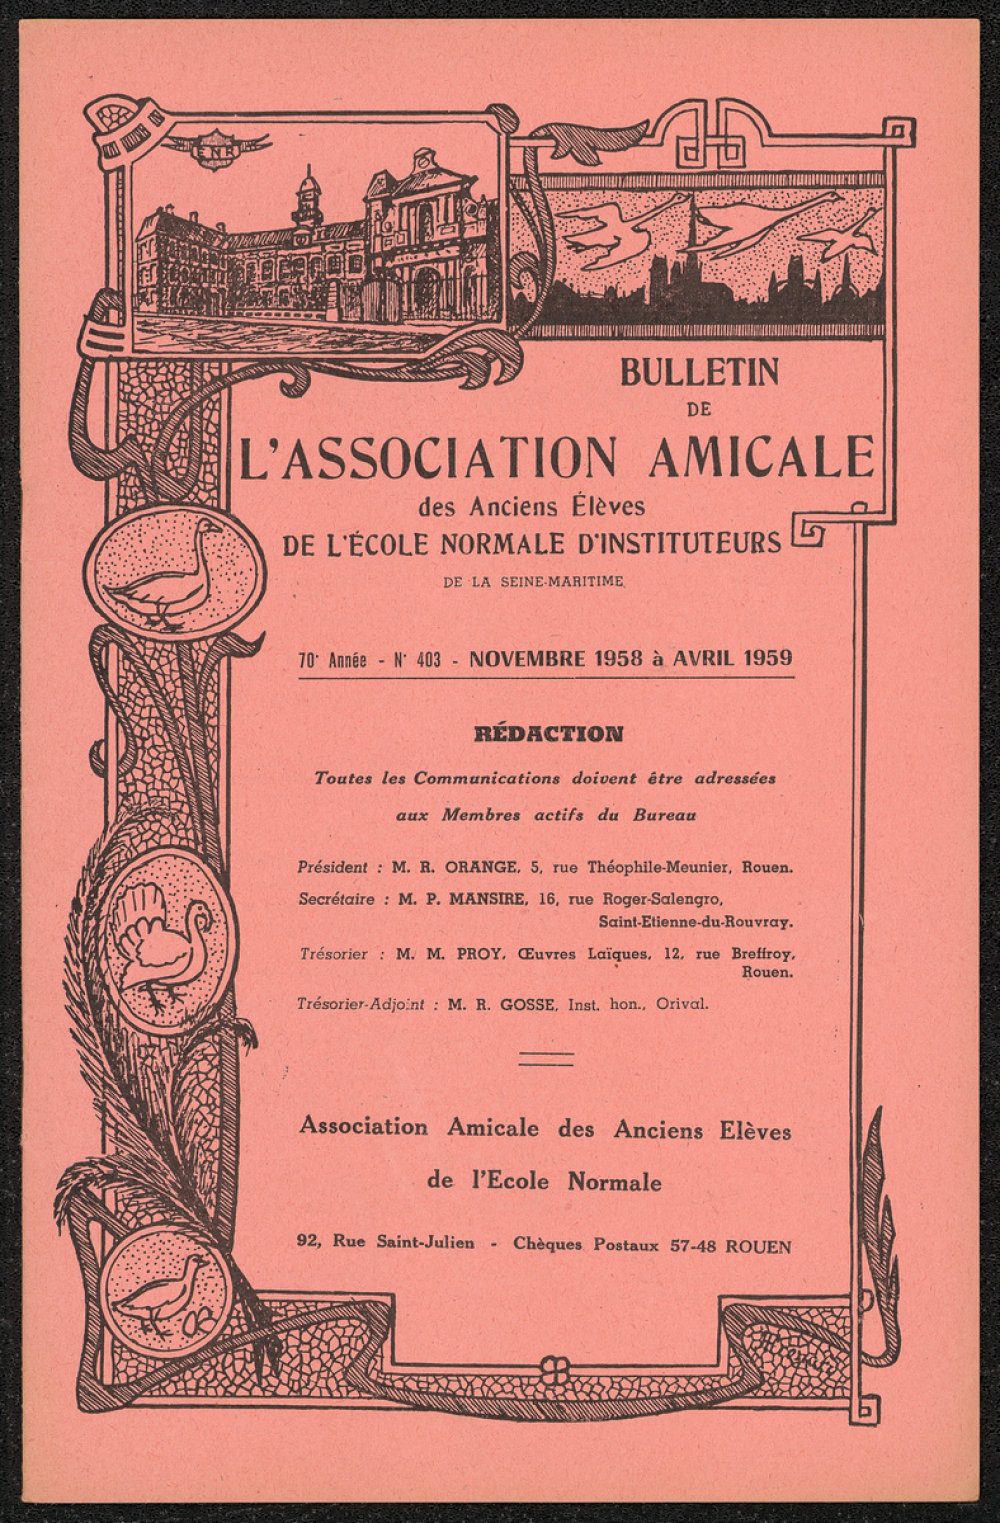 ENR
BULLETIN
DE
L'ASSOCIATION AMICALE
des Anciens Élèves
DE L'ÉCOLE NORMALE D'INSTITUTEURS
DE LA SEINE-MARITIME
70e Année - N° 403 - NOVEMBRE 1958 à AVRIL 1959
RÉDACTION
Toutes les Communications doivent être adressées
aux Membres actifs du Bureau
Président : M. R. ORANGE, 5, rue Théophile-Meunier, Rouen.
Secrétaire : M. P. MANSIRE, 16, rue Roger-Salengro,
Saint-Etienne-du-Rouvray.
Trésorier : M. M. PROY, Œuvres Laïques, 12, rue Breffroy,
Rouen.
Trésorier-Adjoint : M. R. GOSSE, Inst. hon., Orival.
Association Amicale des Anciens Elèves
de l'Ecole Normale
92, Rue Saint-Julien - Chèques Postaux 57-48 ROUEN